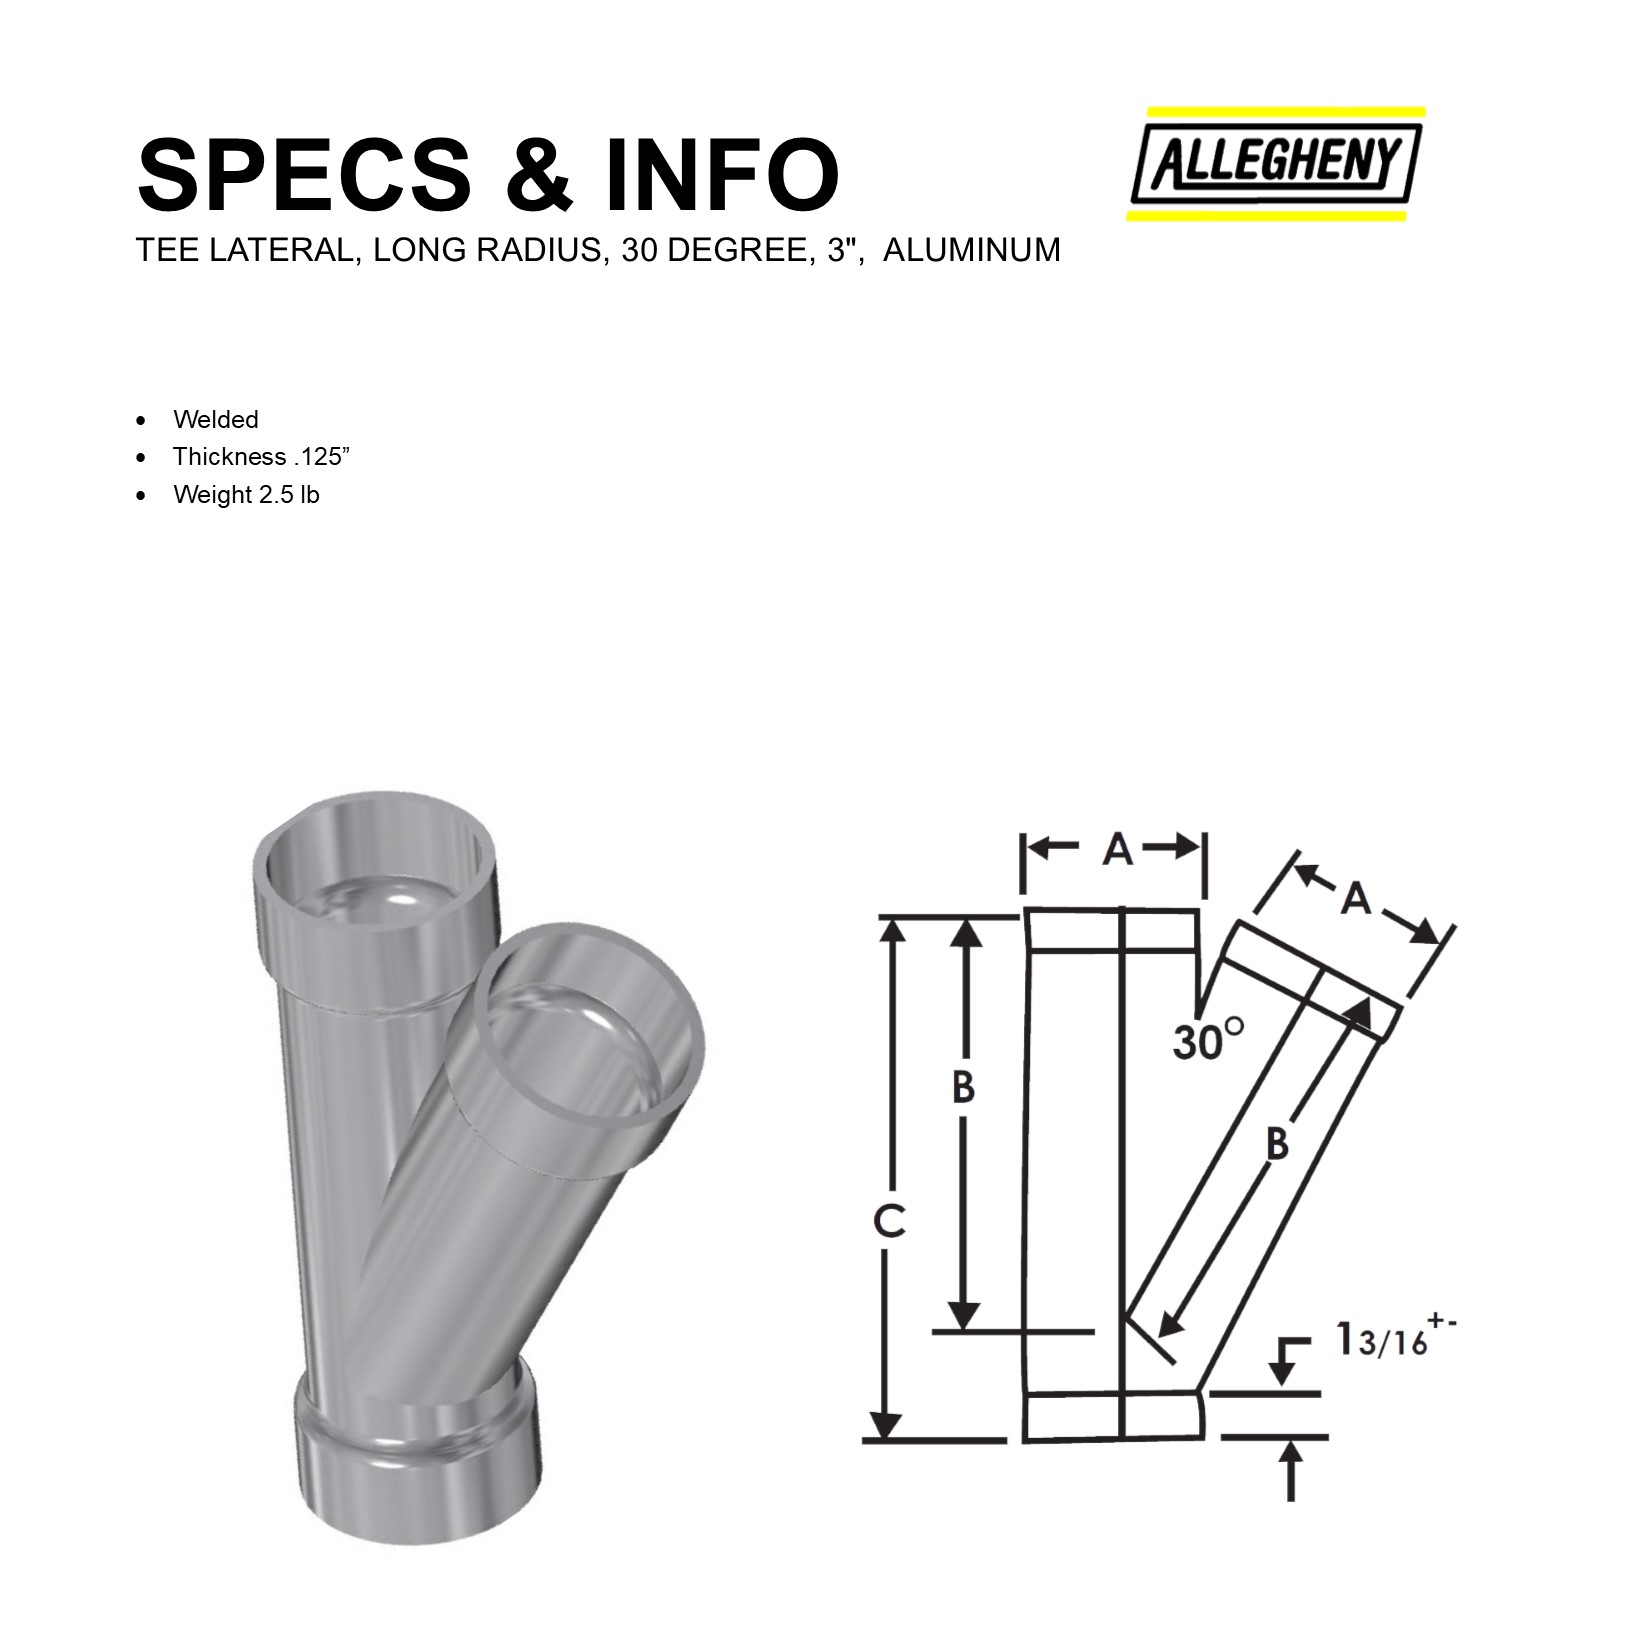 SPECS & INFO
ALLEGHENY
TEE LATERAL, LONG RADIUS, 30 DEGREE, 3", ALUMINUM
• Welded
• Thickness .125”
• Weight 2.5 lb
A
A
30°
B
B
C
1 3/16 +-